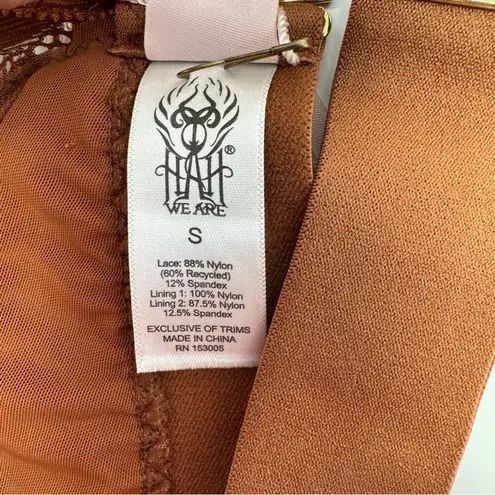 HAH®
WE ARE
S
Lace: 88% Nylon
(60% Recycled)
12% Spandex
Lining 1: 100% Nylon
Lining 2: 87.5% Nylon
12.5% Spandex
EXCLUSIVE OF TRIMS
MADE IN CHINA
RN 153005